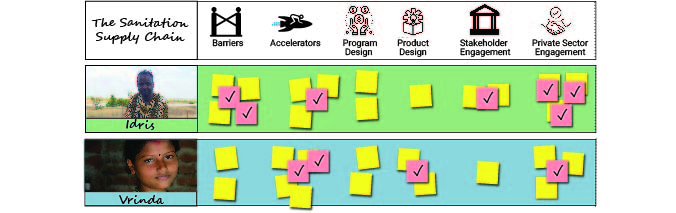 The Sanitation
Supply Chain
Barriers
Accelerators
Program
Design
Product
Design
Stakeholder
Engagement
Private Sector
Engagement
Idris
Vrinda